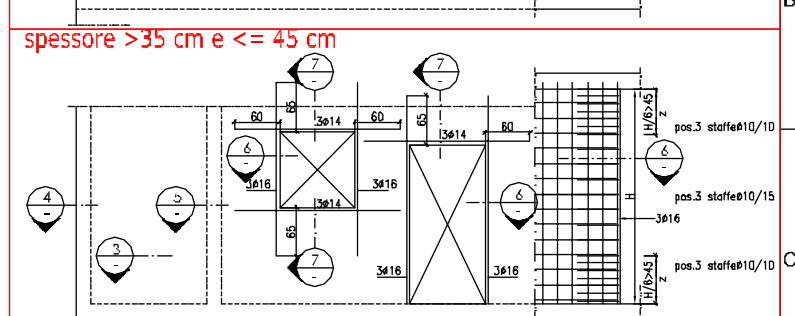 B
spessore >35 cm e <= 45 cm
7
-
7
-
65
65
H/6>45
z
60
3ø14
60
3ø14
60
pos.3 staffeø10/10
6
-
6
-
3ø16
3ø16
4
-
5
-
6
-
H
pos.3 staffeø10/15
3ø14
3ø16
65
3
-
7
-
3ø16
3ø16
H/6>45
z
pos.3 staffeø10/10
C